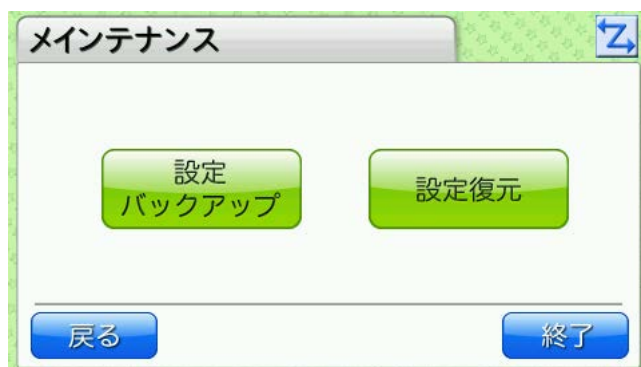 メインテナンス
設定
バックアップ
設定復元
戻る
終了